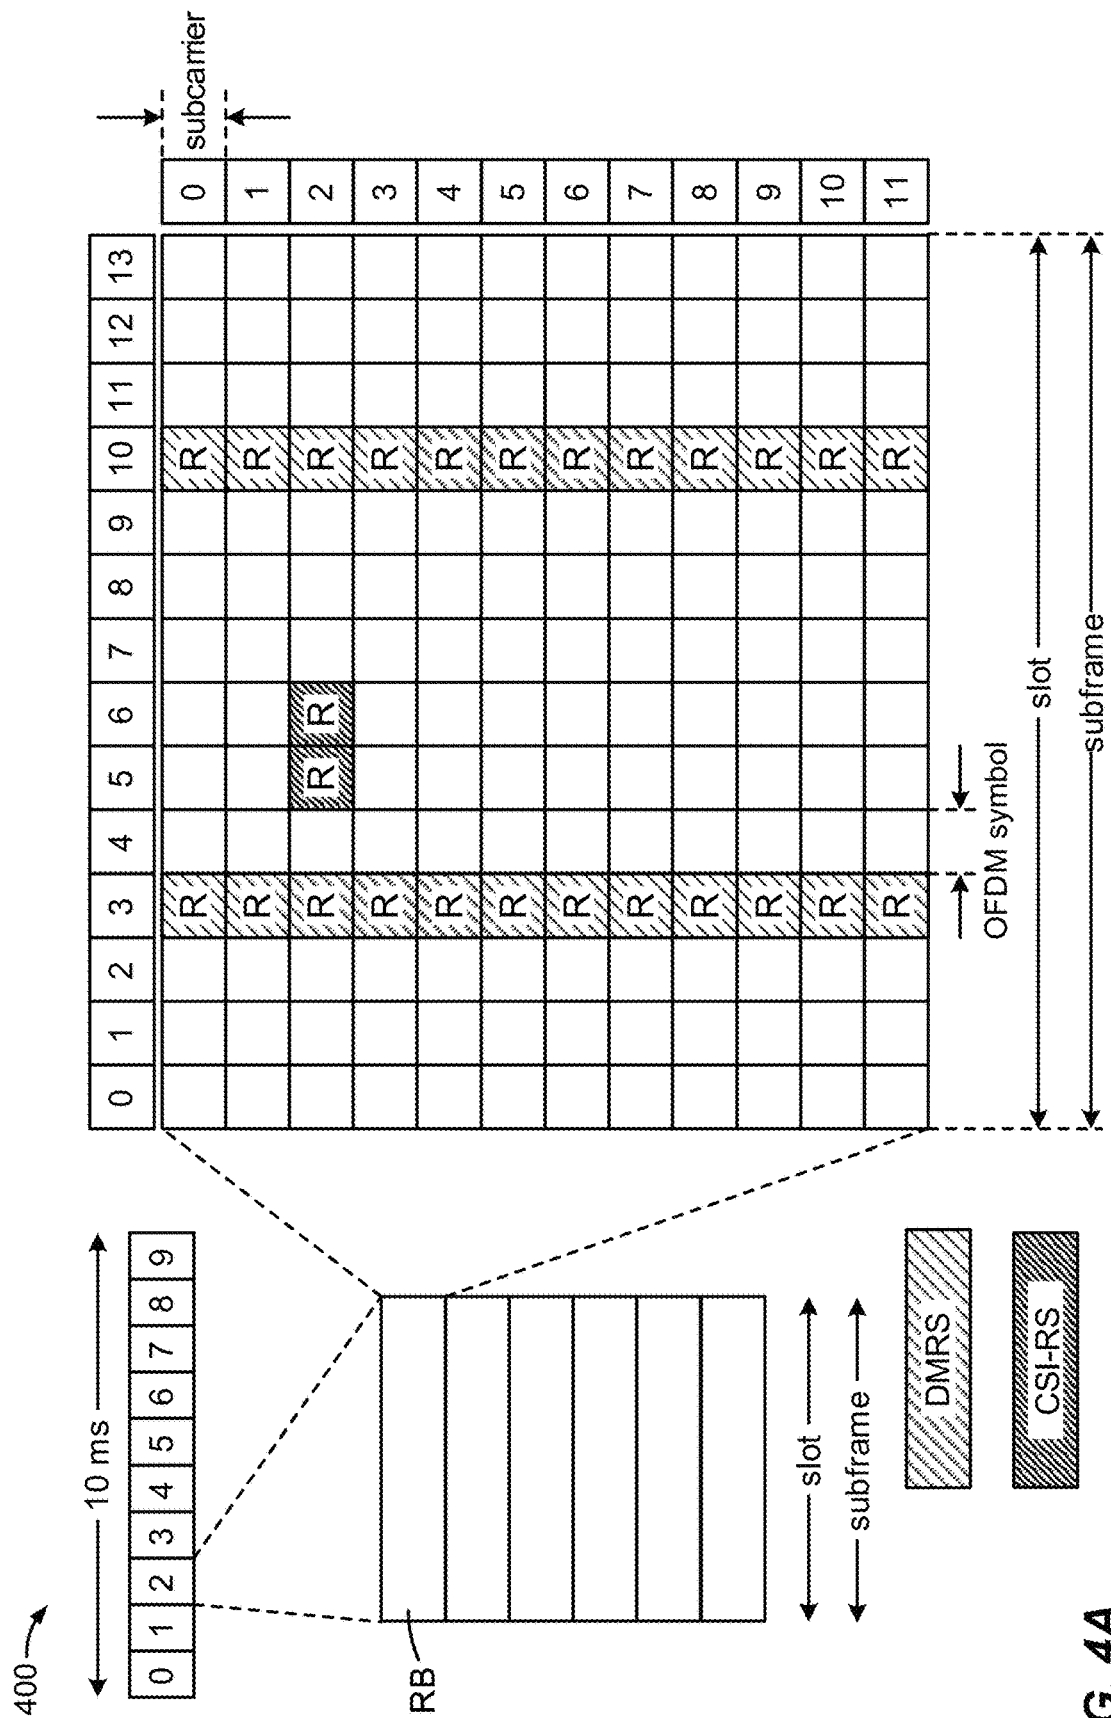 400
10 ms
0 1 2 3 4 5 6 7 8 9
RB
slot
subframe
DMRS
CSI-RS
0 1 2 3 4 5 6 7 8 9 10 11 12 13
R R 0
R R 1
R R R R 2
R R 3
R R 4
R R 5
R R 6
R R 7
R R 8
R R 9
R R 10
R R 11
subcarrier
OFDM symbol
slot
subframe
G. 4A